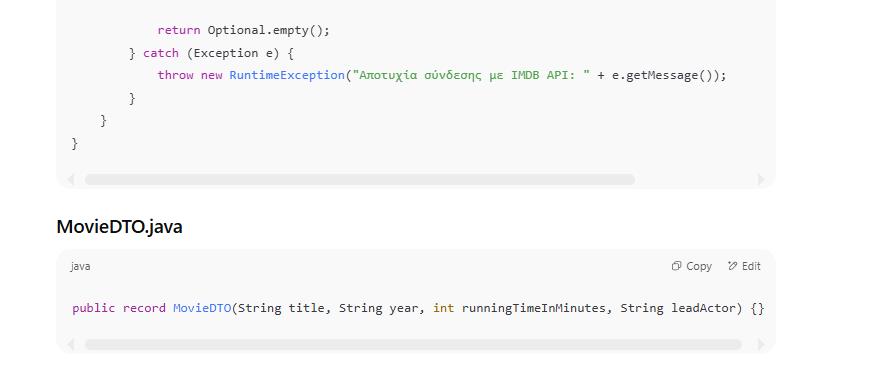 return Optional.empty();
} catch (Exception e) {
throw new RuntimeException("Αποτυχία σύνδεσης με IMDB API: " + e.getMessage());
}
}
}
MovieDTO.java
java
Copy
Edit
public record MovieDTO(String title, String year, int runningTimeInMinutes, String leadActor) {}